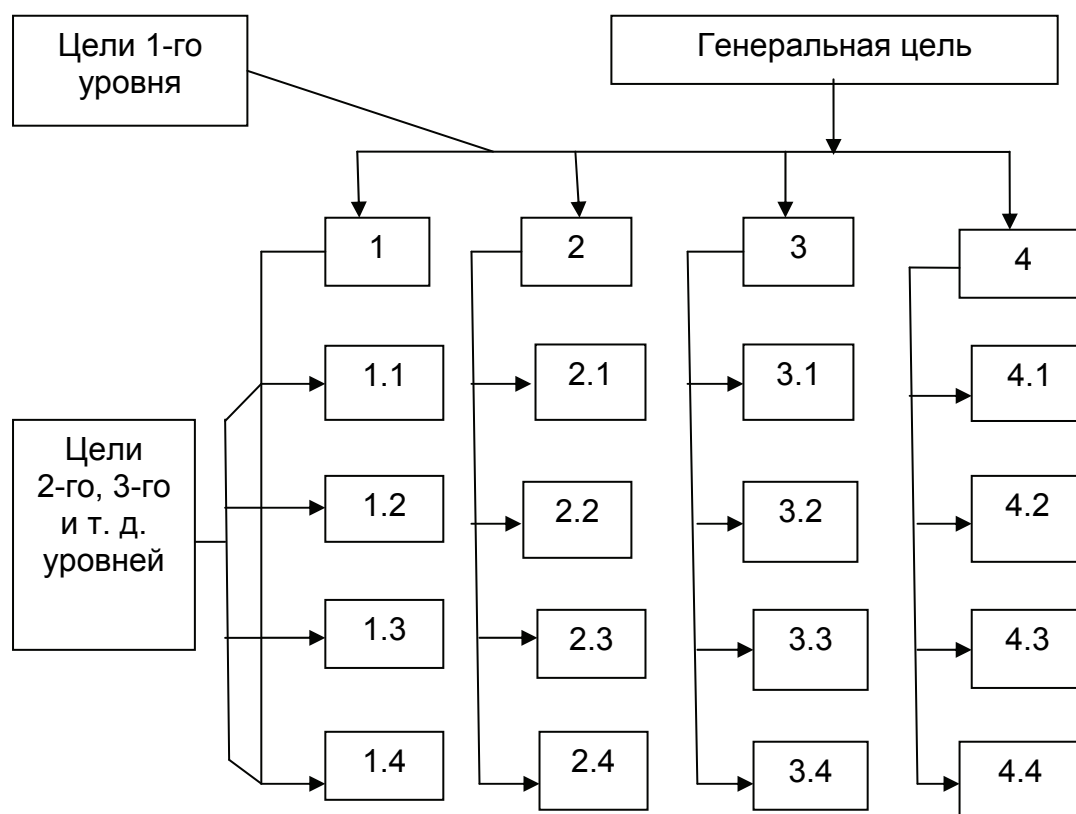 Цели 1-го
уровня
Генеральная цель
1
2
3
4
1.1
2.1
3.1
4.1
Цели
2-го, 3-го
и т. д.
уровней
1.2
2.2
3.2
4.2
1.3
2.3
3.3
4.3
1.4
2.4
3.4
4.4